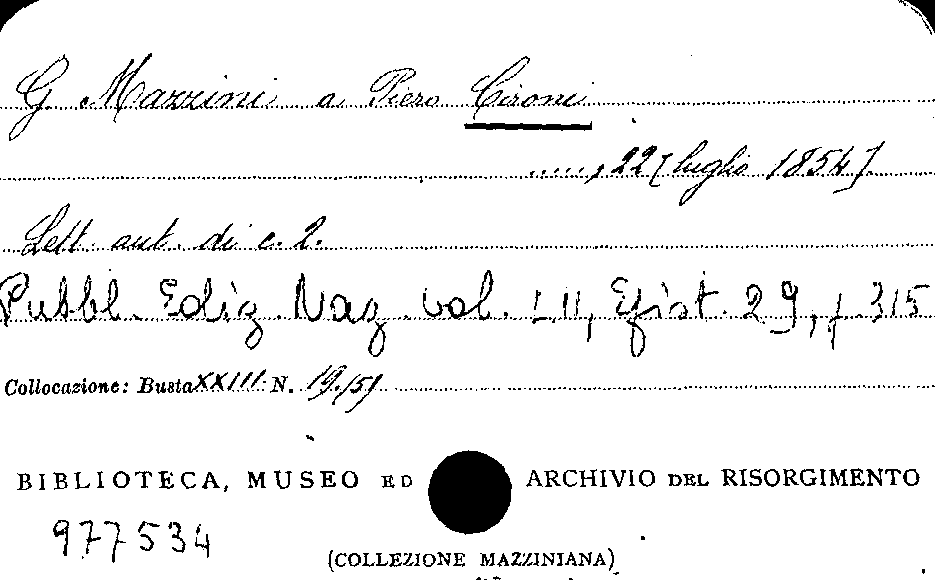 G. Mazzini a Piero Cironi
....., 22 [luglio 1854]
Lett. aut. di c. 2.
Pubbl. Ediz. Naz. vol. LII, Epist. 29, p. 315
Collocazione: Busta XXIII N. 19/51
BIBLIOTECA, MUSEO ED ARCHIVIO DEL RISORGIMENTO
977534
(COLLEZIONE MAZZINIANA)